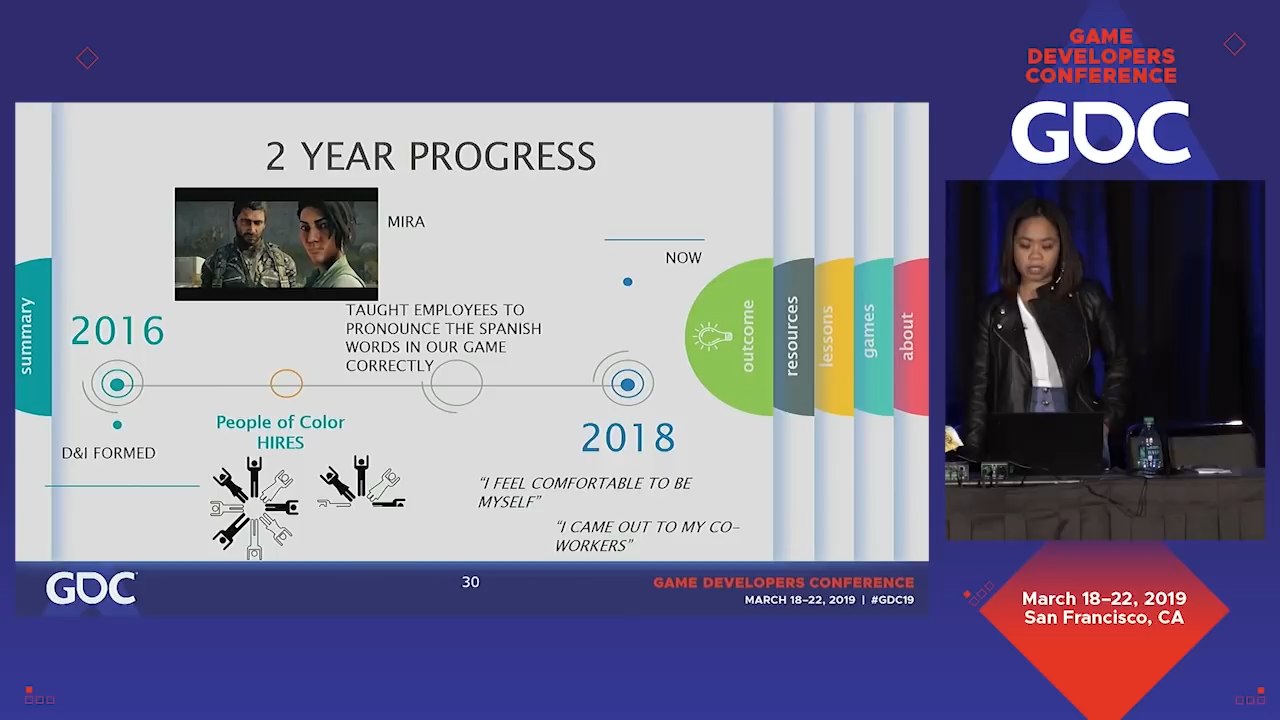 GAME
DEVELOPERS
CONFERENCE
GDC
2 YEAR PROGRESS
MIRA
NOW
TAUGHT EMPLOYEES TO
PRONOUNCE THE SPANISH
WORDS IN OUR GAME
CORRECTLY
2016
D&I FORMED
People of Color
HIRES
2018
“I FEEL COMFORTABLE TO BE
MYSELF”
“I CAME OUT TO MY CO–
WORKERS”
summary
outcome
resources
lessons
games
about
GDC
30
GAME DEVELOPERS CONFERENCE
MARCH 18–22, 2019 | #GDC19
March 18–22, 2019
San Francisco, CA